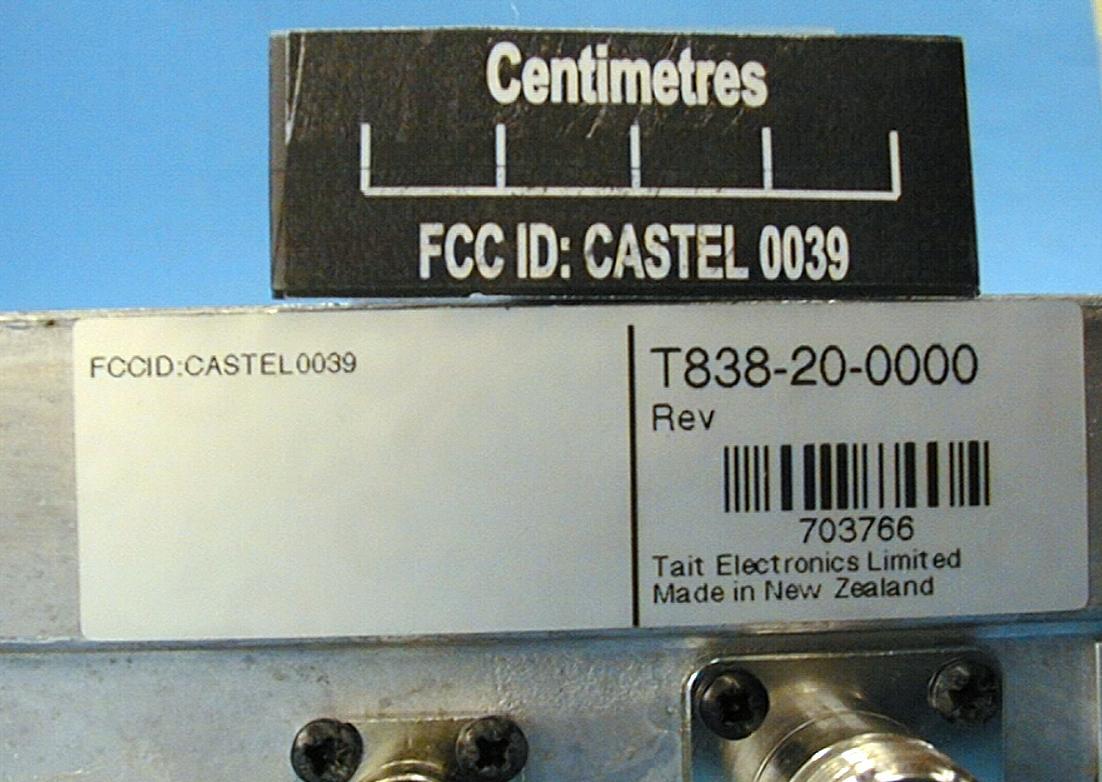 Centimetres
FCC ID: CASTEL 0039
FCCID:CASTEL0039
T838-20-0000
Rev
703766
Tait Electronics Limited
Made in New Zealand